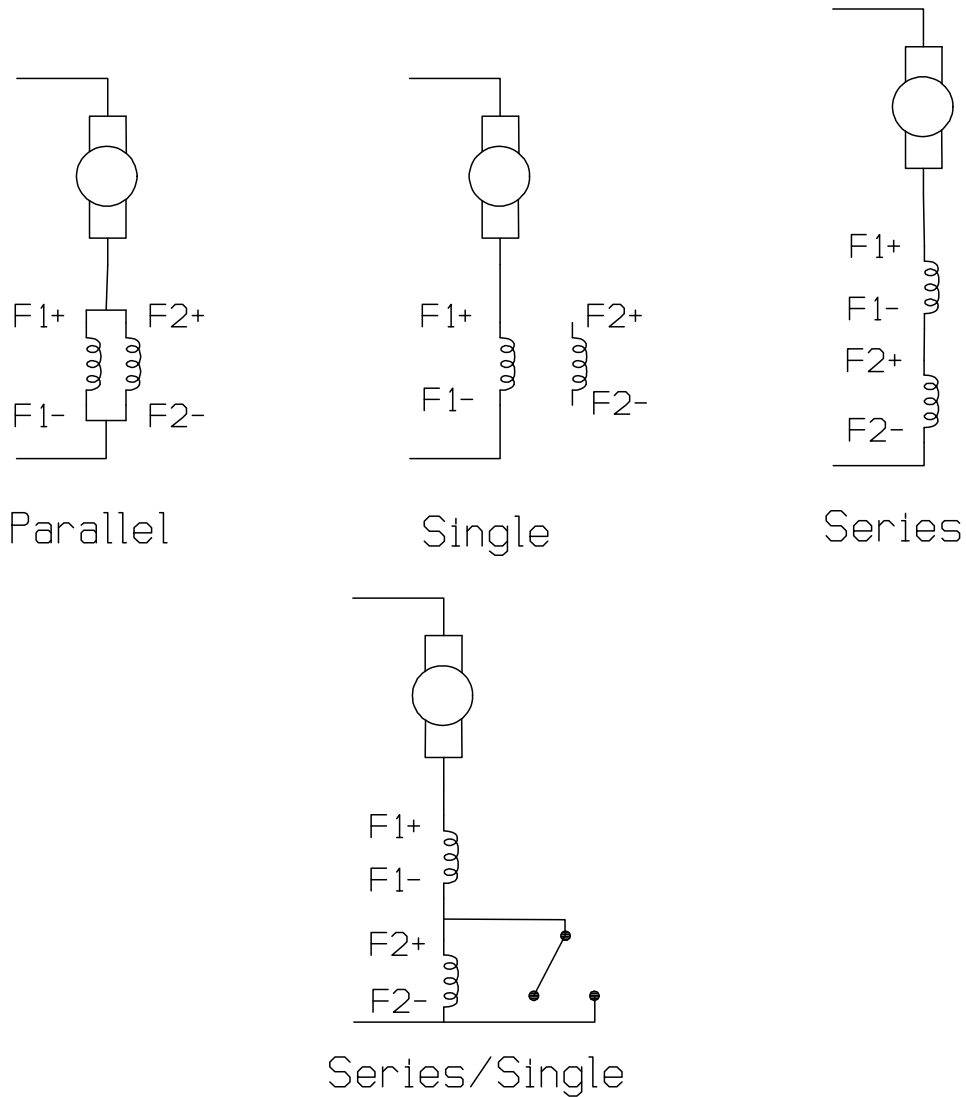 F1+ F2+
F1- F2-
Parallel
F1+ F2+
F1- F2-
Single
F1+
F1-
F2+
F2-
Series
F1+
F1-
F2+
F2-
Series/Single